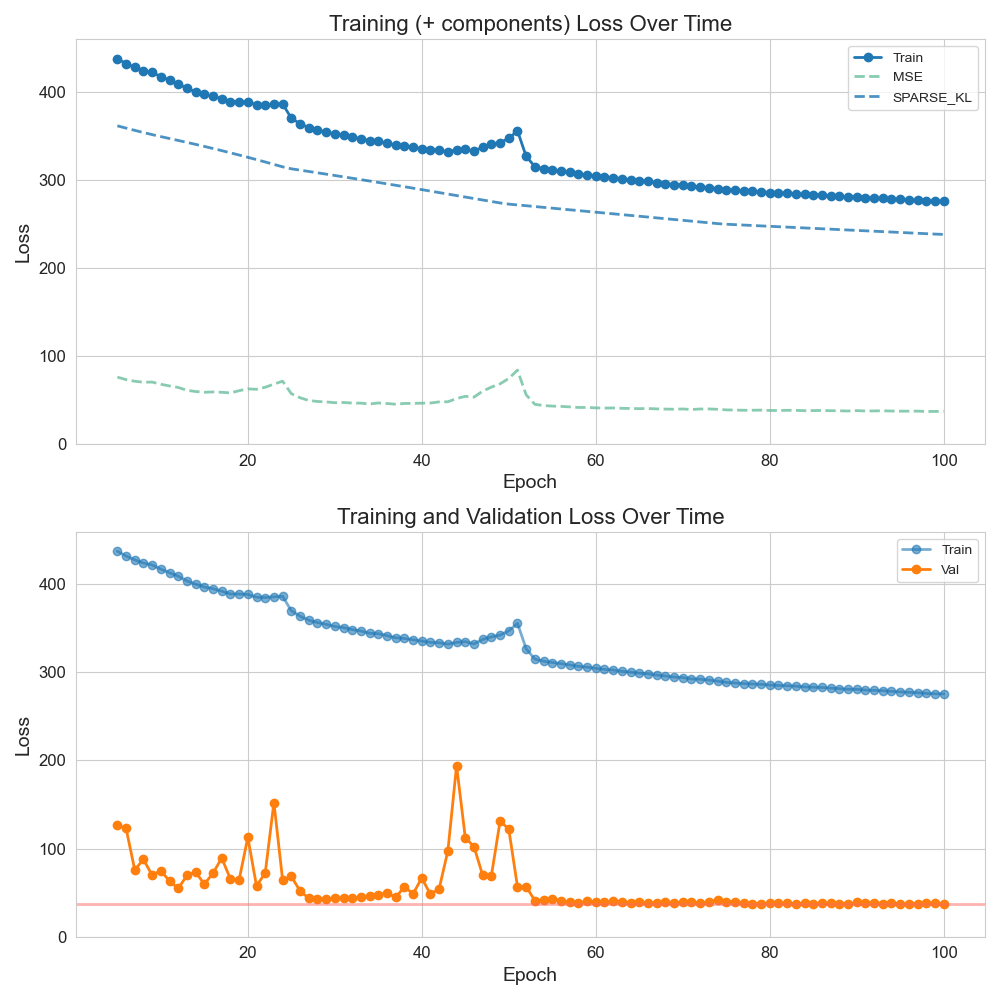 Training (+ components) Loss Over Time
Train
MSE
SPARSE_KL
Loss
400
300
200
100
0
20 40 60 80 100
Epoch
Training and Validation Loss Over Time
Train
Val
Loss
400
300
200
100
0
20 40 60 80 100
Epoch